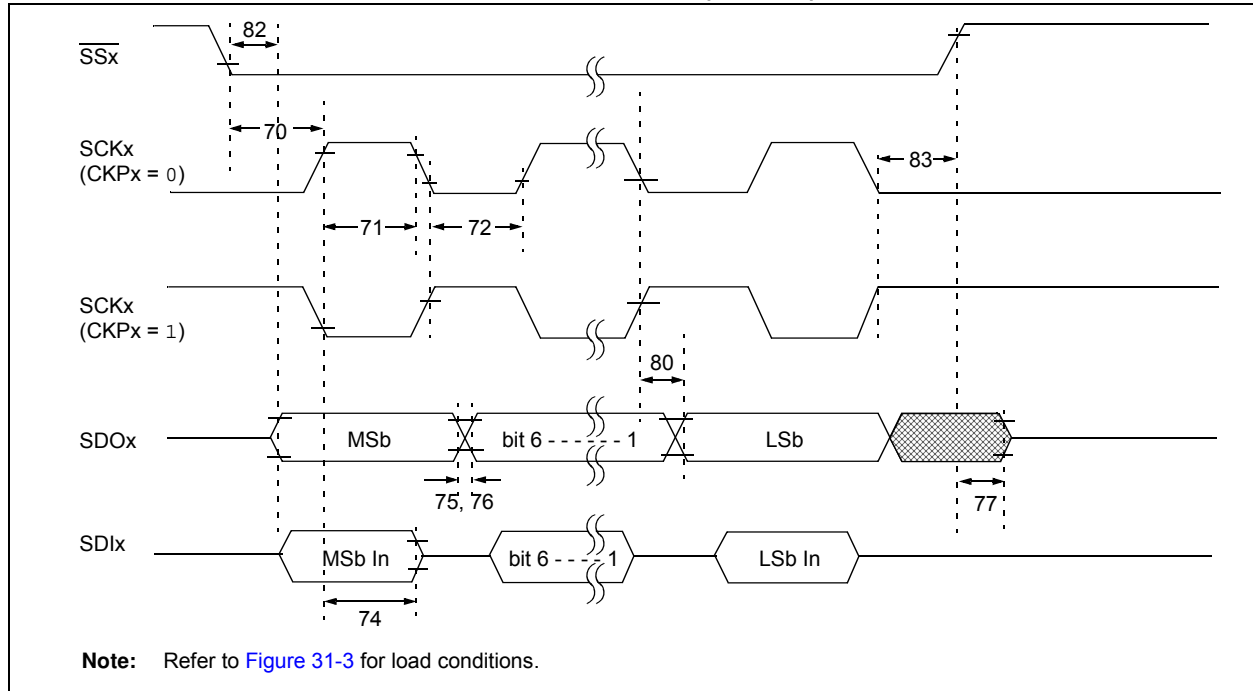 82
SSx
70
SCKx
(CKPx = 0)
83
71
72
SCKx
(CKPx = 1)
80
SDOx
MSb
bit 6 - - - - - - 1
LSb
75, 76
77
SDIx
MSb In
bit 6 - - - - 1
LSb In
74
Note: Refer to Figure 31-3 for load conditions.